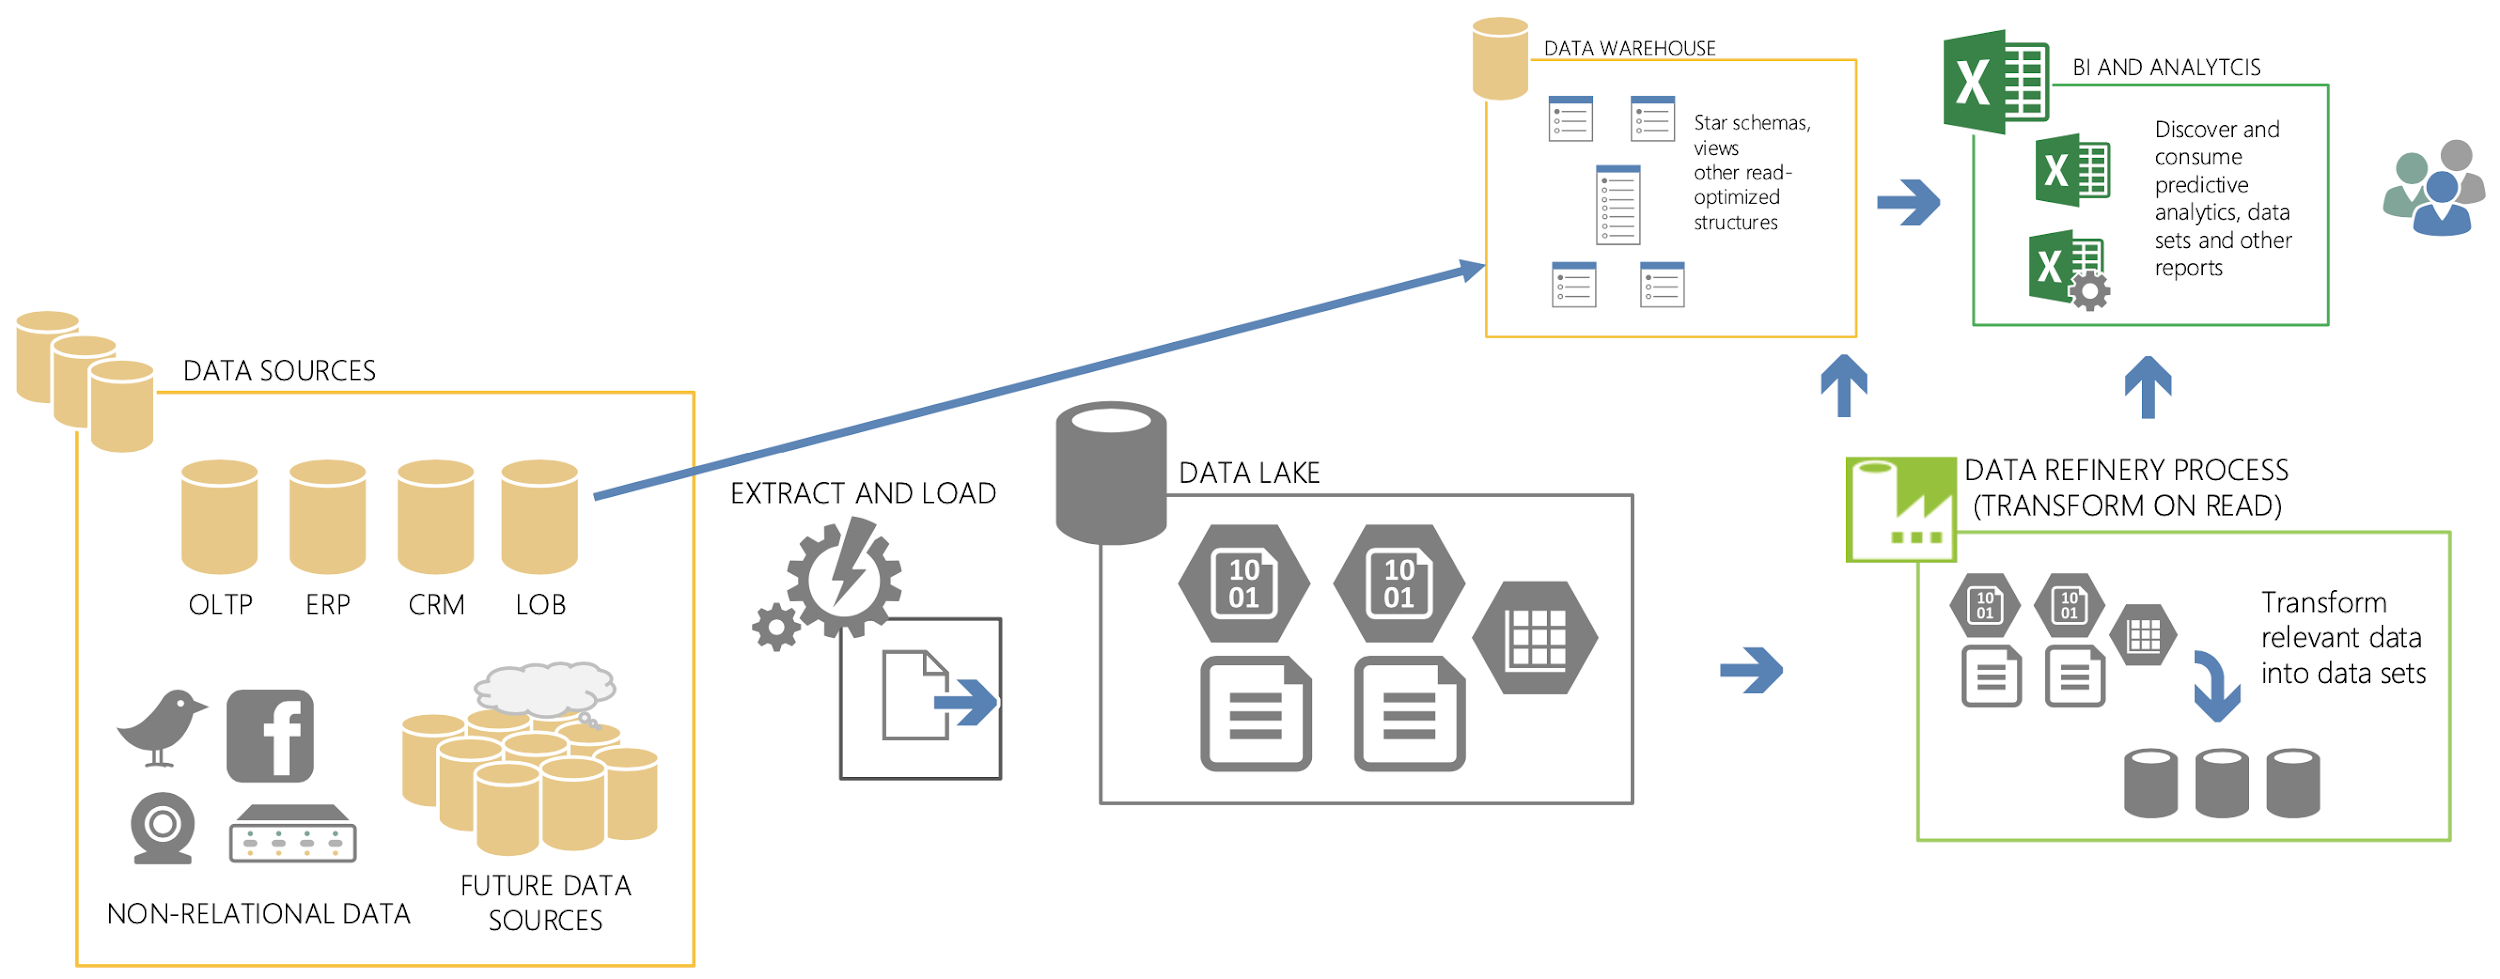 DATA SOURCES
OLTP
ERP
CRM
LOB
NON-RELATIONAL DATA
FUTURE DATA
SOURCES
EXTRACT AND LOAD
DATA LAKE
10
01
10
01
DATA WAREHOUSE
Star schemas,
views
other read-
optimized
structures
BI AND ANALYTCIS
Discover and
consume
predictive
analytics, data
sets and other
reports
DATA REFINERY PROCESS
(TRANSFORM ON READ)
10
01
10
01
Transform
relevant data
into data sets